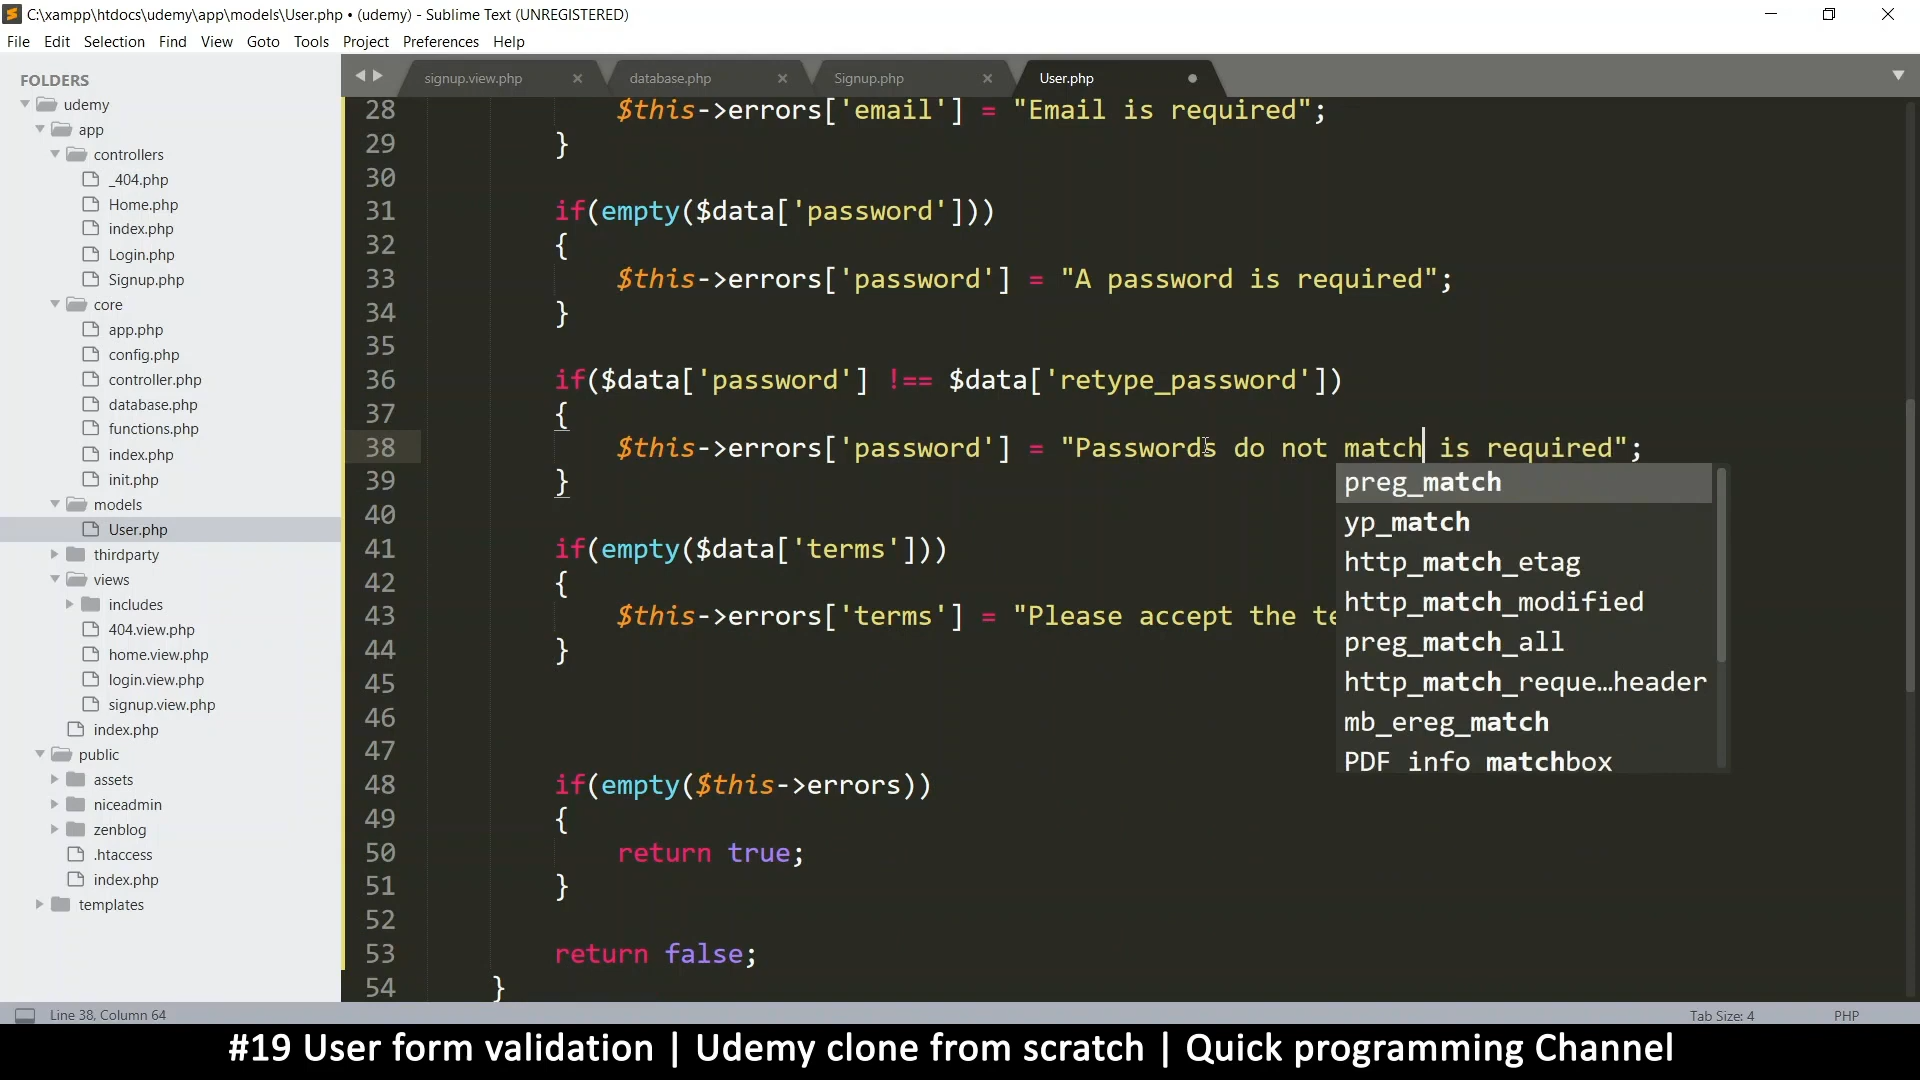 C:\xampp\htdocs\udemy\app\models\User.php • (udemy) - Sublime Text (UNREGISTERED)
File Edit Selection Find View Goto Tools Project Preferences Help
FOLDERS
udemy
app
controllers
_404.php
Home.php
index.php
Login.php
Signup.php
core
app.php
config.php
controller.php
database.php
functions.php
index.php
init.php
models
User.php
thirdparty
views
includes
404.view.php
home.view.php
login.view.php
signup.view.php
index.php
public
assets
niceadmin
zenblog
.htaccess
index.php
templates
signup.view.php database.php Signup.php User.php
28 $this->errors['email'] = "Email is required";
29 }
30
31 if(empty($data['password']))
32 {
33 $this->errors['password'] = "A password is required";
34 }
35
36 if($data['password'] !== $data['retype_password'])
37 {
38 $this->errors['password'] = "Passwords do not match is required";
39 }
40
41 if(empty($data['terms']))
42 {
43 $this->errors['terms'] = "Please accept the te
44 }
45
46
47
48 if(empty($this->errors))
49 {
50 return true;
51 }
52
53 return false;
54 }
preg_match
yp_match
http_match_etag
http_match_modified
preg_match_all
http_match_reque…header
mb_ereg_match
PDF_info_matchbox
Line 38, Column 64 Tab Size: 4 PHP
#19 User form validation | Udemy clone from scratch | Quick programming Channel